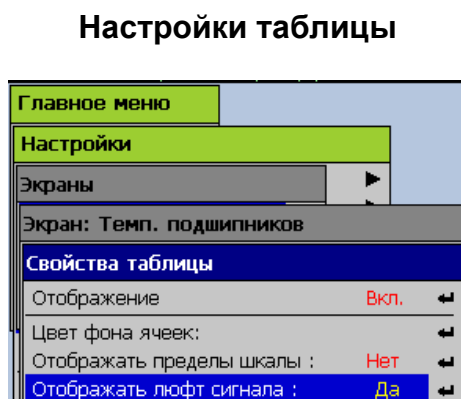 Настройки таблицы
Главное меню
Настройки
Экраны
Экран: Темп. подшипников
Свойства таблицы
Отображение Вкл.
Цвет фона ячеек:
Отображать пределы шкалы : Нет
Отображать люфт сигнала : Да